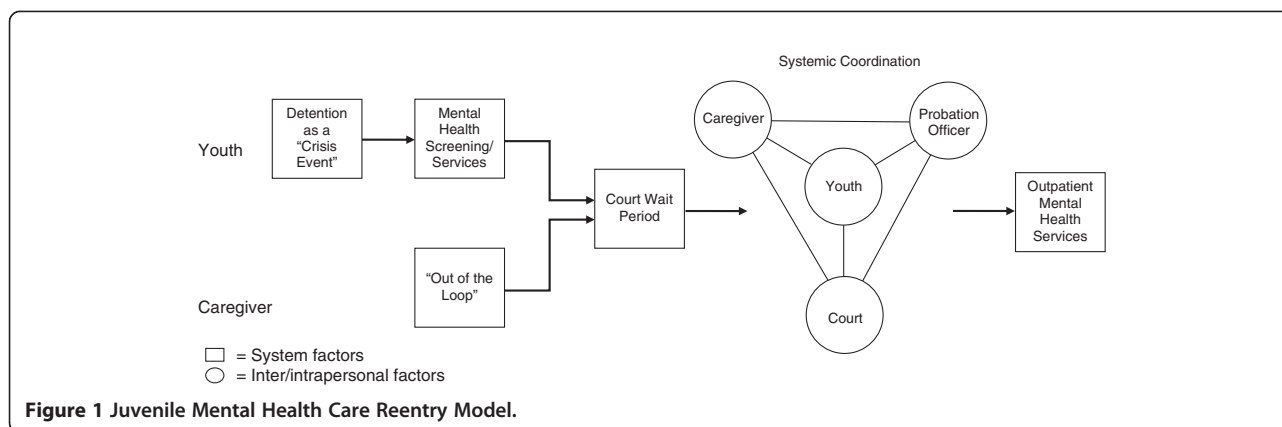 Systemic Coordination
Youth
Detention
as a
“Crisis
Event”
Mental
Health
Screening/
Services
Court Wait
Period
Caregiver
Probation
Officer
Youth
Court
Outpatient
Mental
Health
Services
Caregiver
“Out of the
Loop”
= System factors
= Inter/intrapersonal factors
Figure 1 Juvenile Mental Health Care Reentry Model.